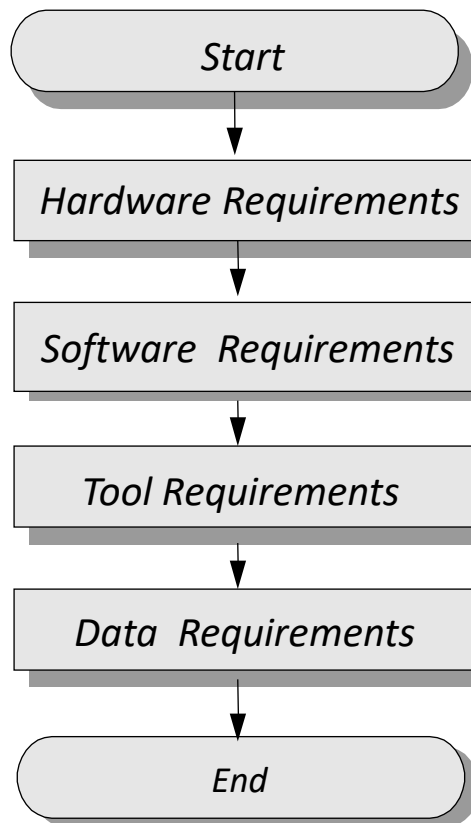 Start
Hardware Requirements
Software Requirements
Tool Requirements
Data Requirements
End